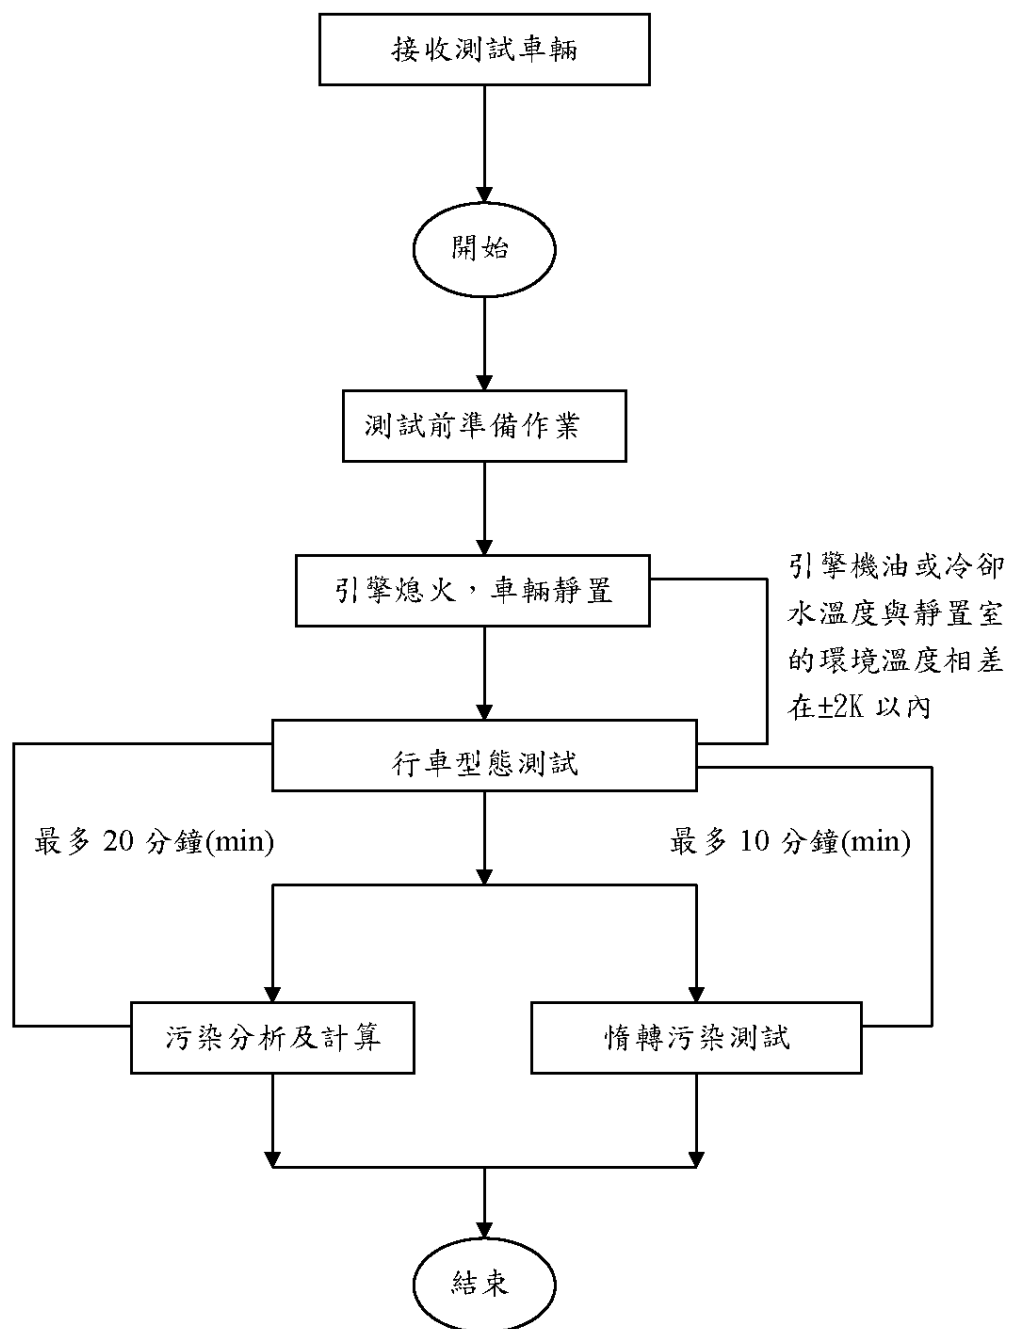 接收測試車輛
開始
測試前準備作業
引擎熄火，車輛靜置
引擎機油或冷卻
水溫度與靜置室
的環境溫度相差
在±2K 以內
行車型態測試
最多 20 分鐘(min)
最多 10 分鐘(min)
污染分析及計算
惰轉污染測試
結束